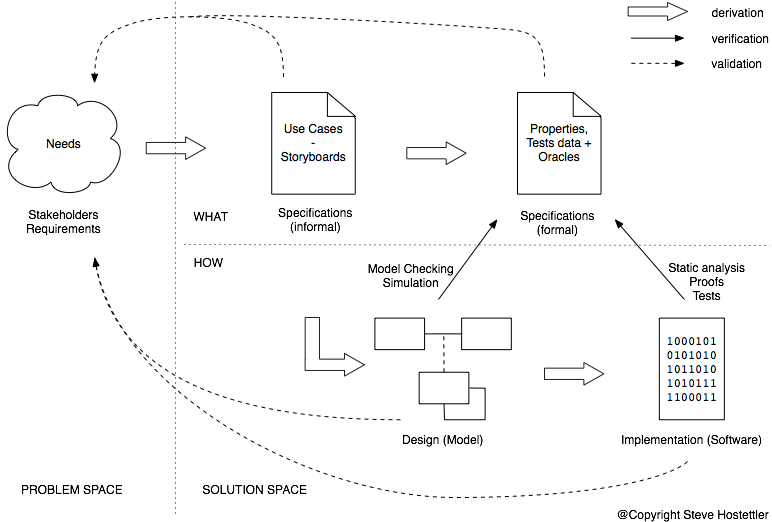 derivation
verification
validation
Needs
Use Cases
-
Storyboards
Properties,
Tests data +
Oracles
Stakeholders
Requirements
WHAT
Specifications
(informal)
Specifications
(formal)
HOW
Model Checking
Simulation
Static analysis
Proofs
Tests
1000101
0101010
1011010
1010111
1100011
Design (Model)
Implementation (Software)
PROBLEM SPACE
SOLUTION SPACE
@Copyright Steve Hostettler